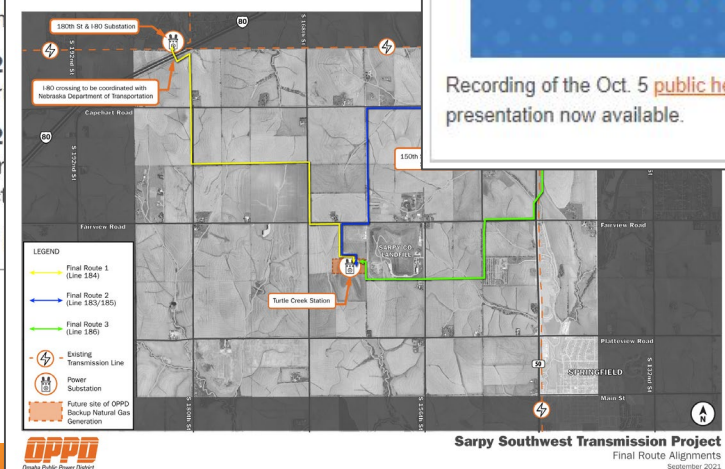 180th St & I-80 Substation
80
S 192nd St
I-80 crossing to be coordinated with
Nebraska Department of Transportation
Capehart Road
80
S 192nd St
150th
Recording of the Oct. 5 public he
presentation now available.
Fairview Road
Fairview Road
SARPY CO
LANDFILL
Turtle Creek Station
LEGEND
Final Route 1
(Line 184)
Final Route 2
(Line 183/185)
Final Route 3
(Line 186)
Existing
Transmission Line
Power
Substation
Future site of OPPD
Backup Natural Gas
Generation
Platteview Road
50
SPRINGFIELD
S 132nd St
Main St
S 180th St
S 156th St
N
OPPD
Omaha Public Power District
Sarpy Southwest Transmission Project
Final Route Alignments
September 2021